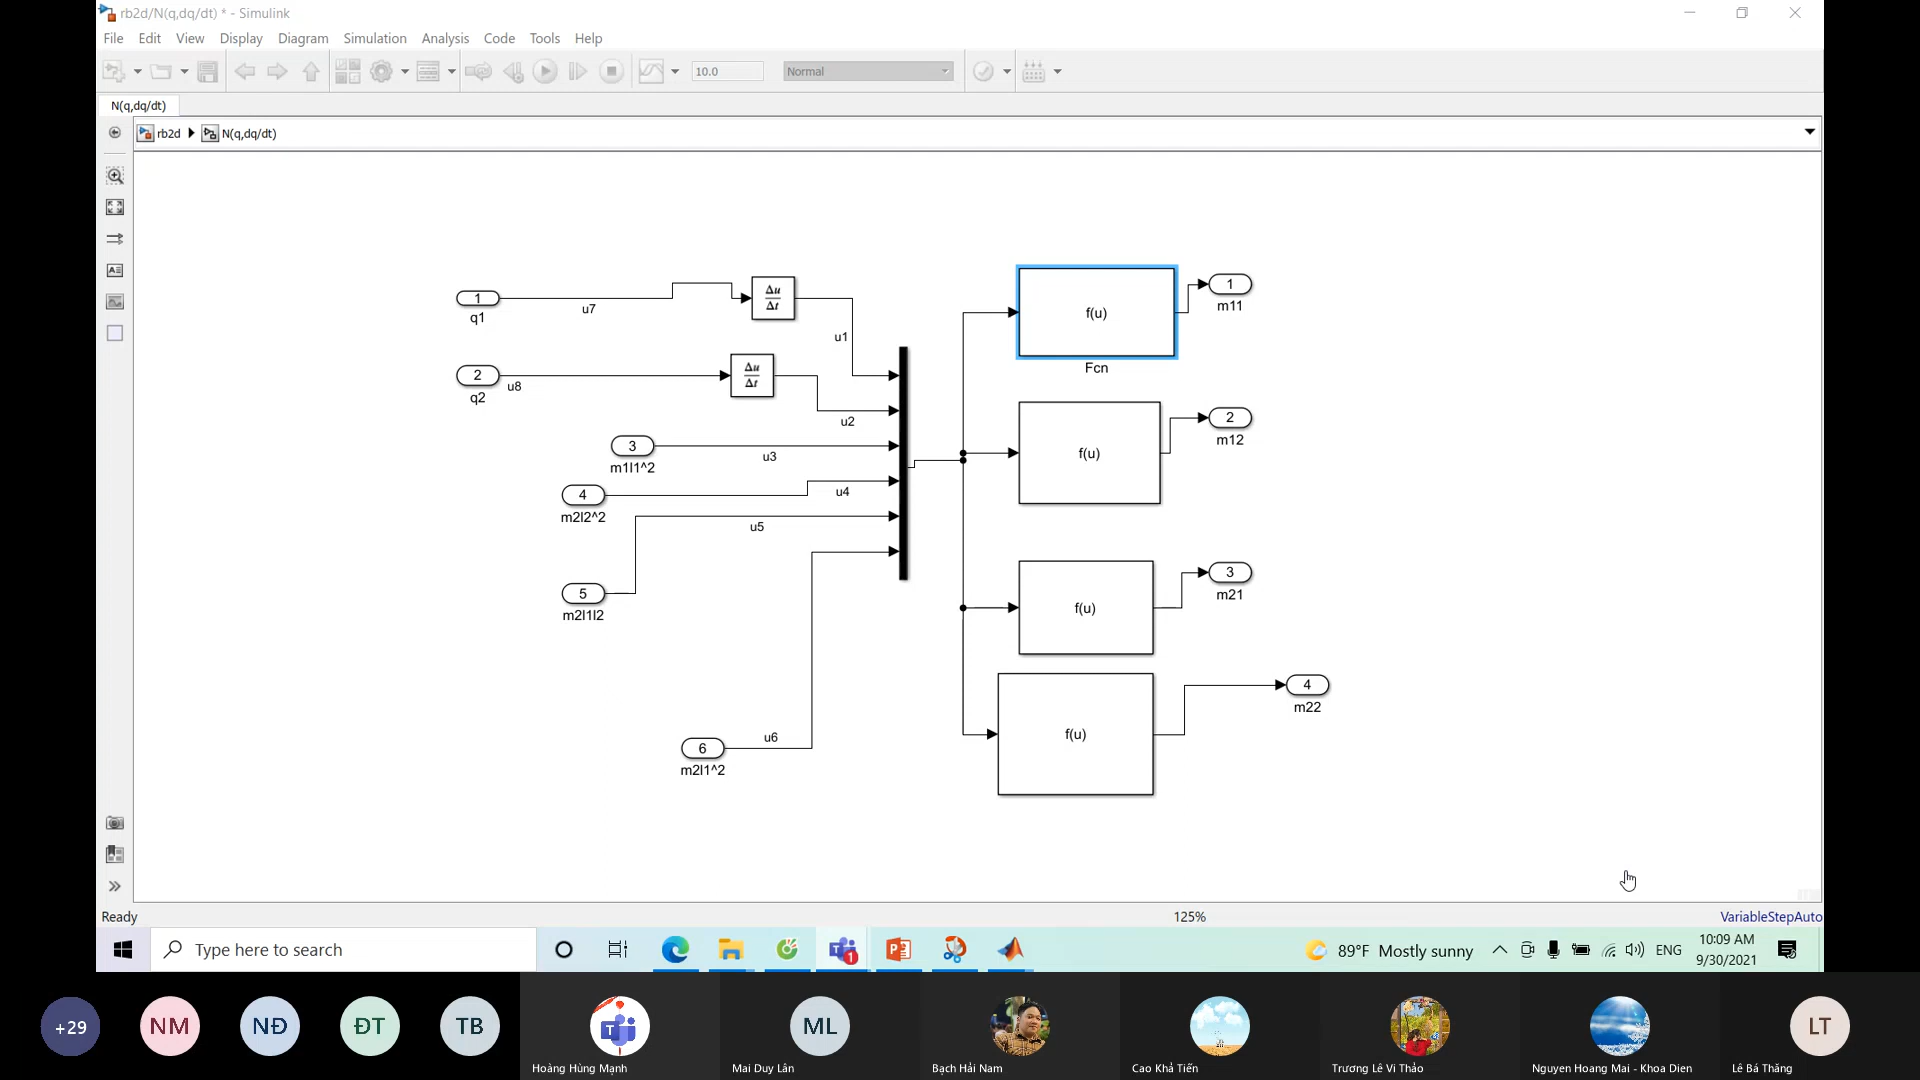 rb2d/N(q,dq/dt) * - Simulink
File Edit View Display Diagram Simulation Analysis Code Tools Help
10.0 Normal
N(q,dq/dt)
rb2d N(q,dq/dt)
1
q1
u7
Δu
Δt
u1
2
q2
u8
Δu
Δt
u2
3
m1l1^2
u3
4
m2l2^2
u4
5
m2l1l2
u5
6
m2l1^2
u6
f(u)
Fcn
1
m11
f(u)
2
m12
f(u)
3
m21
f(u)
4
m22
Ready 125% VariableStepAuto
Type here to search
1
89°F Mostly sunny
ENG
10:09 AM
9/30/2021
+29 NM NĐ ĐT TB ML LT
Hoàng Hùng Mạnh Mai Duy Lân Bạch Hải Nam Cao Khả Tiến Trương Lê Vi Thảo Nguyen Hoang Mai - Khoa Dien Lê Bá Thăng